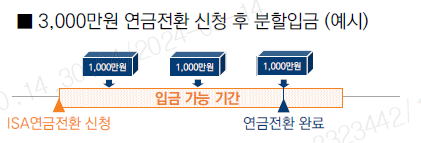 ■ 3,000만원 연금전환 신청 후 분할입금 (예시)
1,000만원 1,000만원 1,000만원
입금 가능 기간
ISA연금전환 신청 연금전환 완료